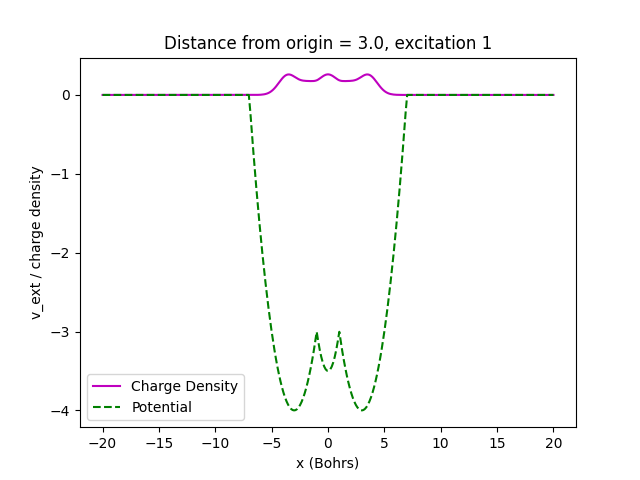 Distance from origin = 3.0, excitation 1
v_ext / charge density
0
−1
−2
−3
−4
Charge Density
Potential
−20 −15 −10 −5 0 5 10 15 20
x (Bohrs)